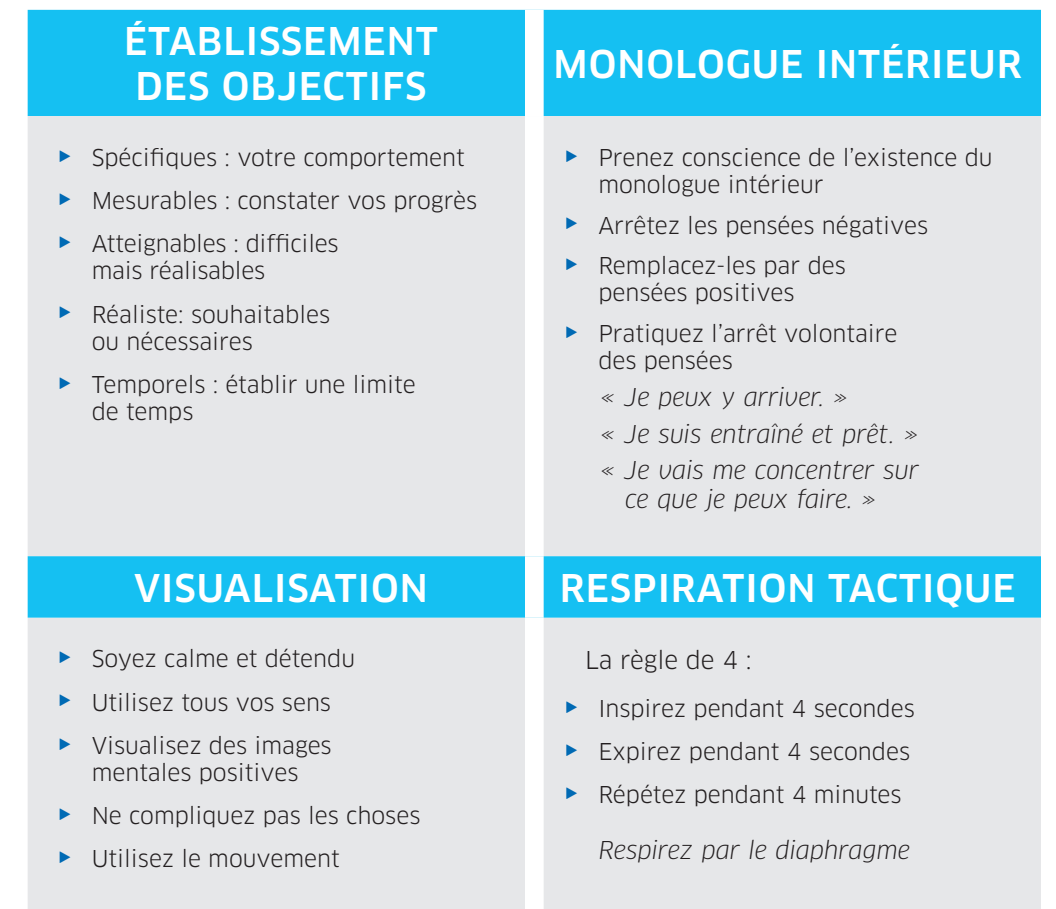 ÉTABLISSEMENT
DES OBJECTIFS
▸ Spécifiques : votre comportement
▸ Mesurables : constater vos progrès
▸ Atteignables : difficiles
mais réalisables
▸ Réaliste: souhaitables
ou nécessaires
▸ Temporels : établir une limite
de temps
MONOLOGUE INTÉRIEUR
▸ Prenez conscience de l’existence du
monologue intérieur
▸ Arrêtez les pensées négatives
▸ Remplacez-les par des
pensées positives
▸ Pratiquez l’arrêt volontaire
des pensées
« Je peux y arriver. »
« Je suis entraîné et prêt. »
« Je vais me concentrer sur
ce que je peux faire. »
VISUALISATION
▸ Soyez calme et détendu
▸ Utilisez tous vos sens
▸ Visualisez des images
mentales positives
▸ Ne compliquez pas les choses
▸ Utilisez le mouvement
RESPIRATION TACTIQUE
La règle de 4 :
▸ Inspirez pendant 4 secondes
▸ Expirez pendant 4 secondes
▸ Répétez pendant 4 minutes
Respirez par le diaphragme